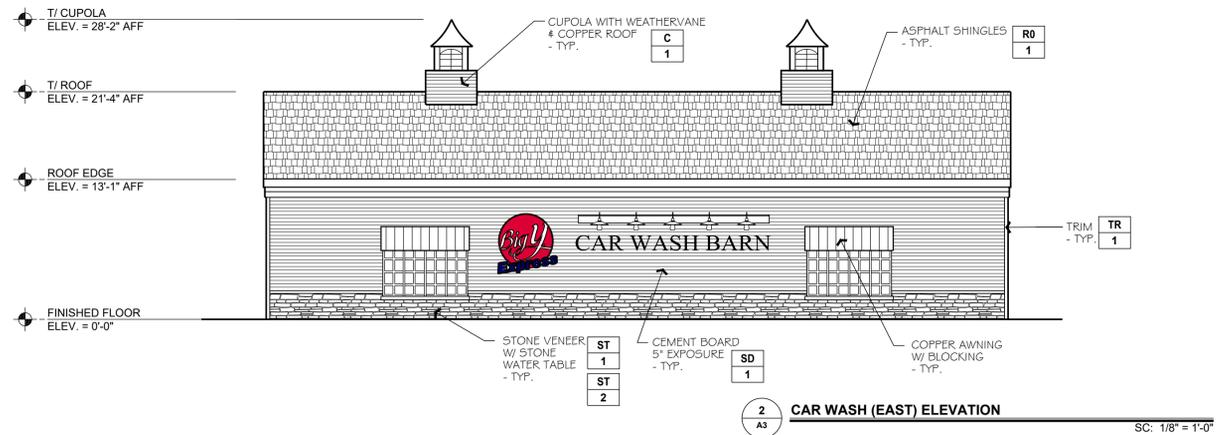 T/ CUPOLA
ELEV. = 28'-2" AFF
CUPOLA WITH WEATHERVANE
& COPPER ROOF
- TYP.
C
1
ASPHALT SHINGLES
- TYP.
R0
1
T/ ROOF
ELEV. = 21'-4" AFF
ROOF EDGE
ELEV. = 13'-1" AFF
Big Y
Express
CAR WASH BARN
TRIM
- TYP.
TR
1
FINISHED FLOOR
ELEV. = 0'-0"
STONE VENEER
W/ STONE
WATER TABLE
- TYP.
ST
1
ST
2
CEMENT BOARD
5" EXPOSURE
- TYP.
SD
1
COPPER AWNING
W/ BLOCKING
- TYP.
2
A3
CAR WASH (EAST) ELEVATION
SC: 1/8" = 1'-0"